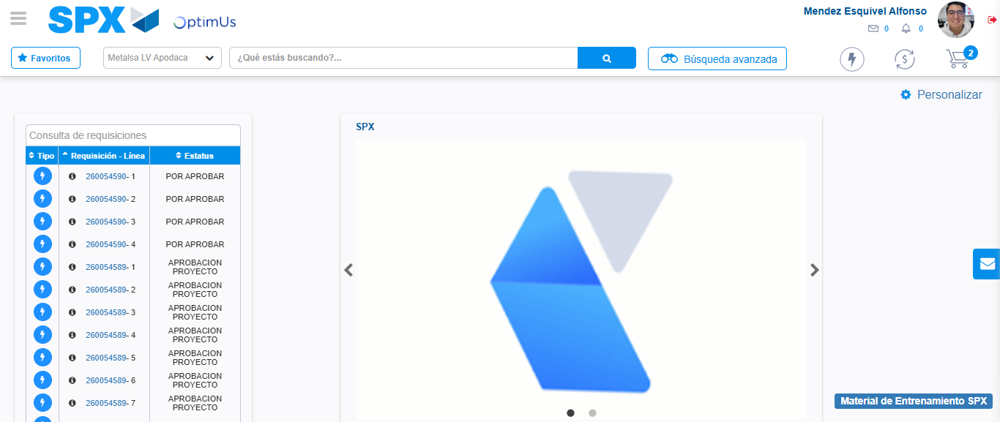 SPX
OptimUs
Mendez Esquivel Alfonso
0 0
Favoritos
Metalsa LV Apodaca
¿Qué estás buscando?...
Búsqueda avanzada
2
Personalizar
Consulta de requisiciones
Tipo Requisición - Línea Estatus
260054590- 1 POR APROBAR
260054590- 2 POR APROBAR
260054590- 3 POR APROBAR
260054590- 4 POR APROBAR
260054589- 1 APROBACION PROYECTO
260054589- 2 APROBACION PROYECTO
260054589- 3 APROBACION PROYECTO
260054589- 4 APROBACION PROYECTO
260054589- 5 APROBACION PROYECTO
260054589- 6 APROBACION PROYECTO
260054589- 7 APROBACION PROYECTO
SPX
Material de Entrenamiento SPX